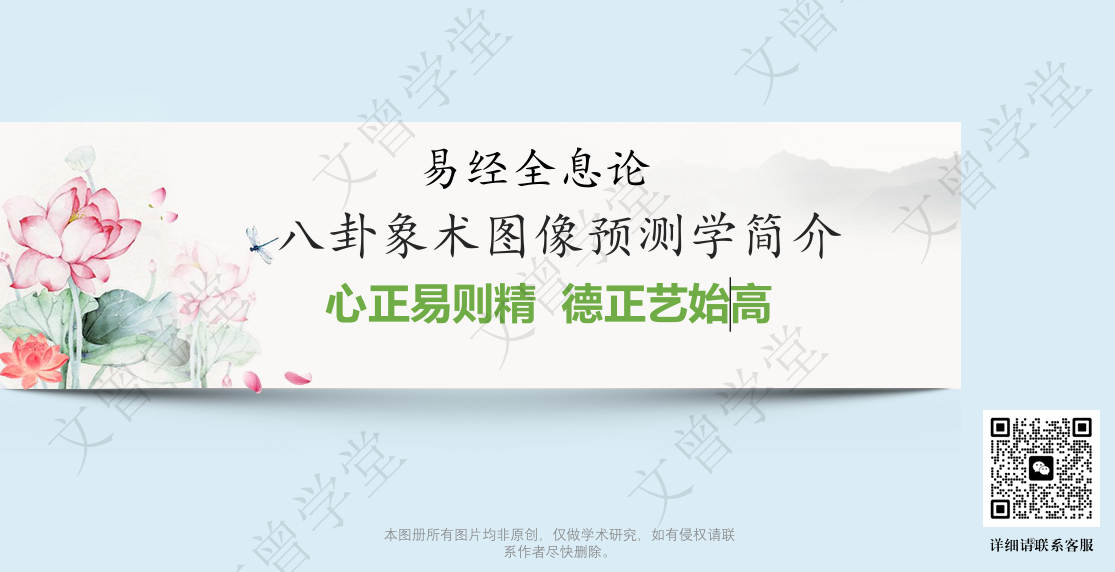 文曾学堂
文曾
易经全息论
八卦象术图像预测学简介
心正易则精 德正艺始高
文曾学堂
文曾学堂
文曾学堂
文曾学堂
文曾学堂
文曾学堂
本图册所有图片均非原创，仅做学术研究，如有侵权请联
系作者尽快删除。
详细请联系客服